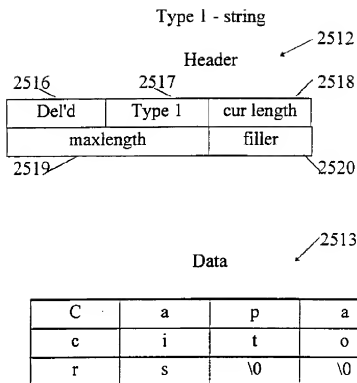 Type 1 - string
2512
Header
2516 2517 2518
Del'd Type 1 cur length
maxlength filler
2519 2520
2513
Data
C a p a
c i t o
r s \0 \0